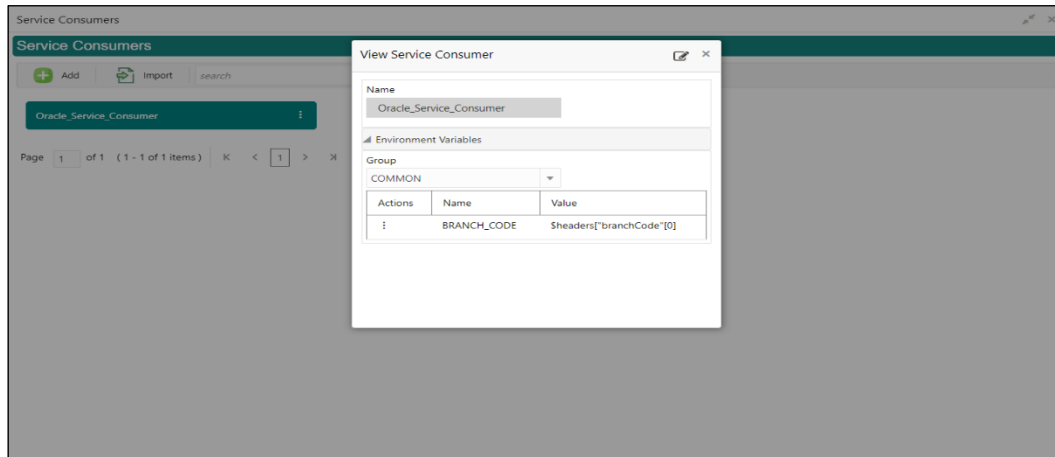 Service Consumers
Service Consumers
Add Import search
Oracle_Service_Consumer
Page 1 of 1 (1 - 1 of 1 items) K < 1 > Ж
View Service Consumer ×
Name
Oracle_Service_Consumer
Environment Variables
Group
COMMON
Actions Name Value
BRANCH_CODE $headers["branchCode"[0]